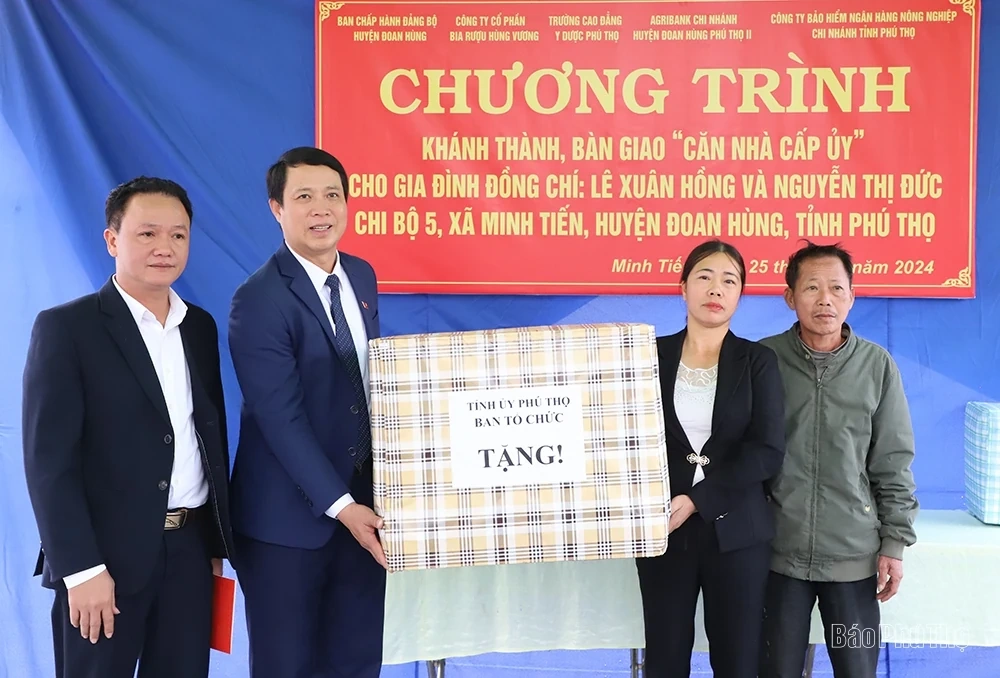 BAN CHẤP HÀNH ĐẢNG BỘ
HUYỆN ĐOAN HÙNG
CÔNG TY CỔ PHẦN
BIA RƯỢU HÙNG VƯƠNG
TRƯỜNG CAO ĐẲNG
Y DƯỢC PHÚ THỌ
AGRIBANK CHI NHÁNH
HUYỆN ĐOAN HÙNG PHÚ THỌ II
CÔNG TY BẢO HIỂM NGÂN HÀNG NÔNG NGHIỆP
CHI NHÁNH TỈNH PHÚ THỌ
CHƯƠNG TRÌNH
KHÁNH THÀNH, BÀN GIAO “CĂN NHÀ CẤP ỦY”
CHO GIA ĐÌNH ĐỒNG CHÍ: LÊ XUÂN HỒNG VÀ NGUYỄN THỊ ĐỨC
CHI BỘ 5, XÃ MINH TIẾN, HUYỆN ĐOAN HÙNG, TỈNH PHÚ THỌ
Minh 25 năm 2024
TỈNH ỦY PHÚ THỌ
BAN TỔ CHỨC
TẶNG!
BáoPhúThọ